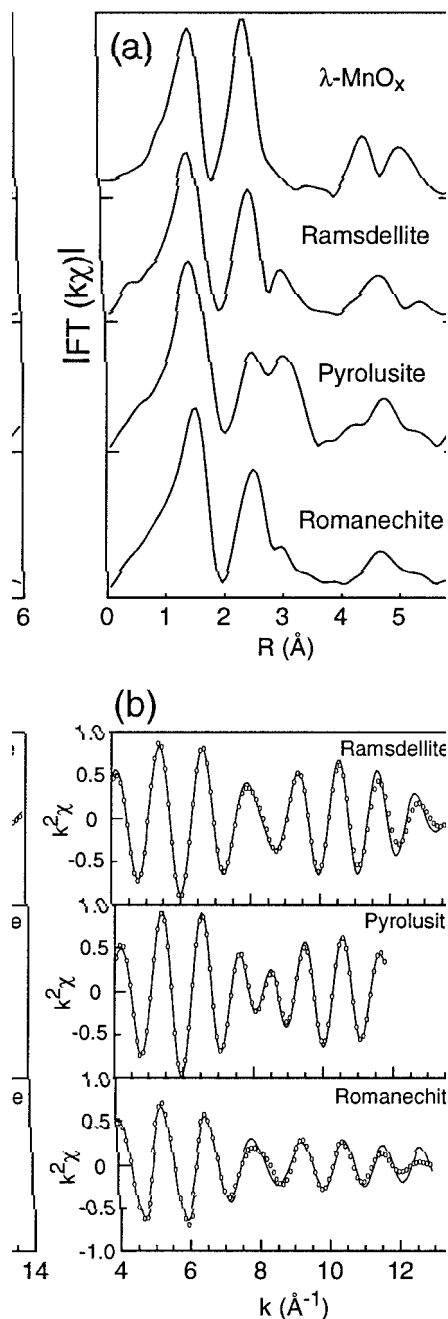 (a)
λ-MnOx
Ramsdellite
Pyrolusite
Romanechite
|FT (kχ)|
6
0 1 2 3 4 5
R (Å)
(b)
1.0
Ramsdellite
0.5
0
-0.5
k²χ
e
1.0
Pyrolusit
0.5
0
-0.5
k²χ
e
1.0
Romanechit
0.5
0
-0.5
-1.0
k²χ
14
4 6 8 10 12
k (Å⁻¹)